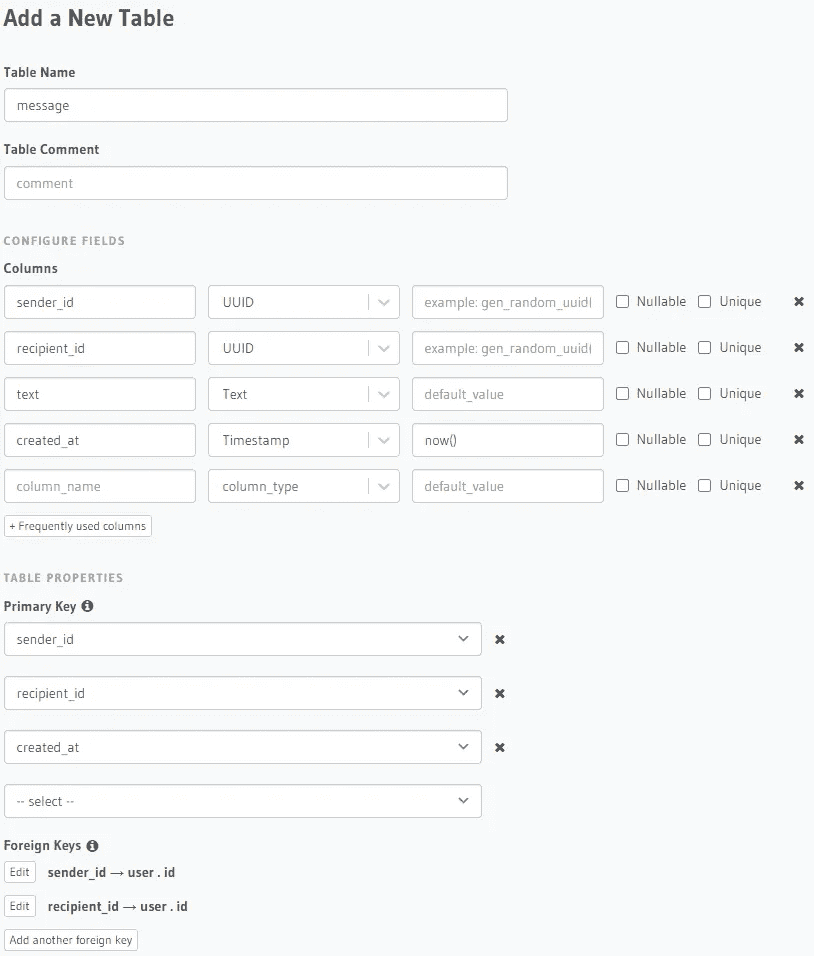 Add a New Table
Table Name
message
Table Comment
comment
CONFIGURE FIELDS
Columns
sender_id UUID example: gen_random_uuid( Nullable Unique
recipient_id UUID example: gen_random_uuid( Nullable Unique
text Text default_value Nullable Unique
created_at Timestamp now() Nullable Unique
column_name column_type default_value Nullable Unique
+ Frequently used columns
TABLE PROPERTIES
Primary Key
sender_id
recipient_id
created_at
-- select --
Foreign Keys
Edit sender_id → user . id
Edit recipient_id → user . id
Add another foreign key